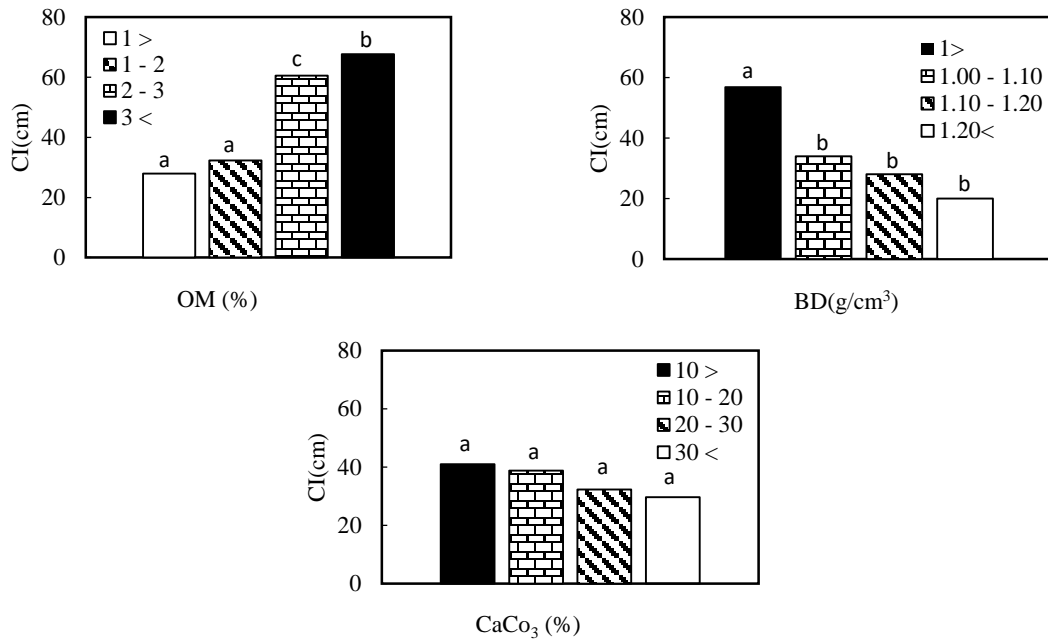 80
60
40
20
0
CI(cm)
1 >
1 - 2
2 - 3
3 <
a
a
c
b
OM (%)
80
60
40
20
0
CI(cm)
1>
1.00 - 1.10
1.10 - 1.20
1.20<
a
b
b
b
BD(g/cm³)
80
60
40
20
0
CI(cm)
10 >
10 - 20
20 - 30
30 <
a
a
a
a
CaCo₃ (%)